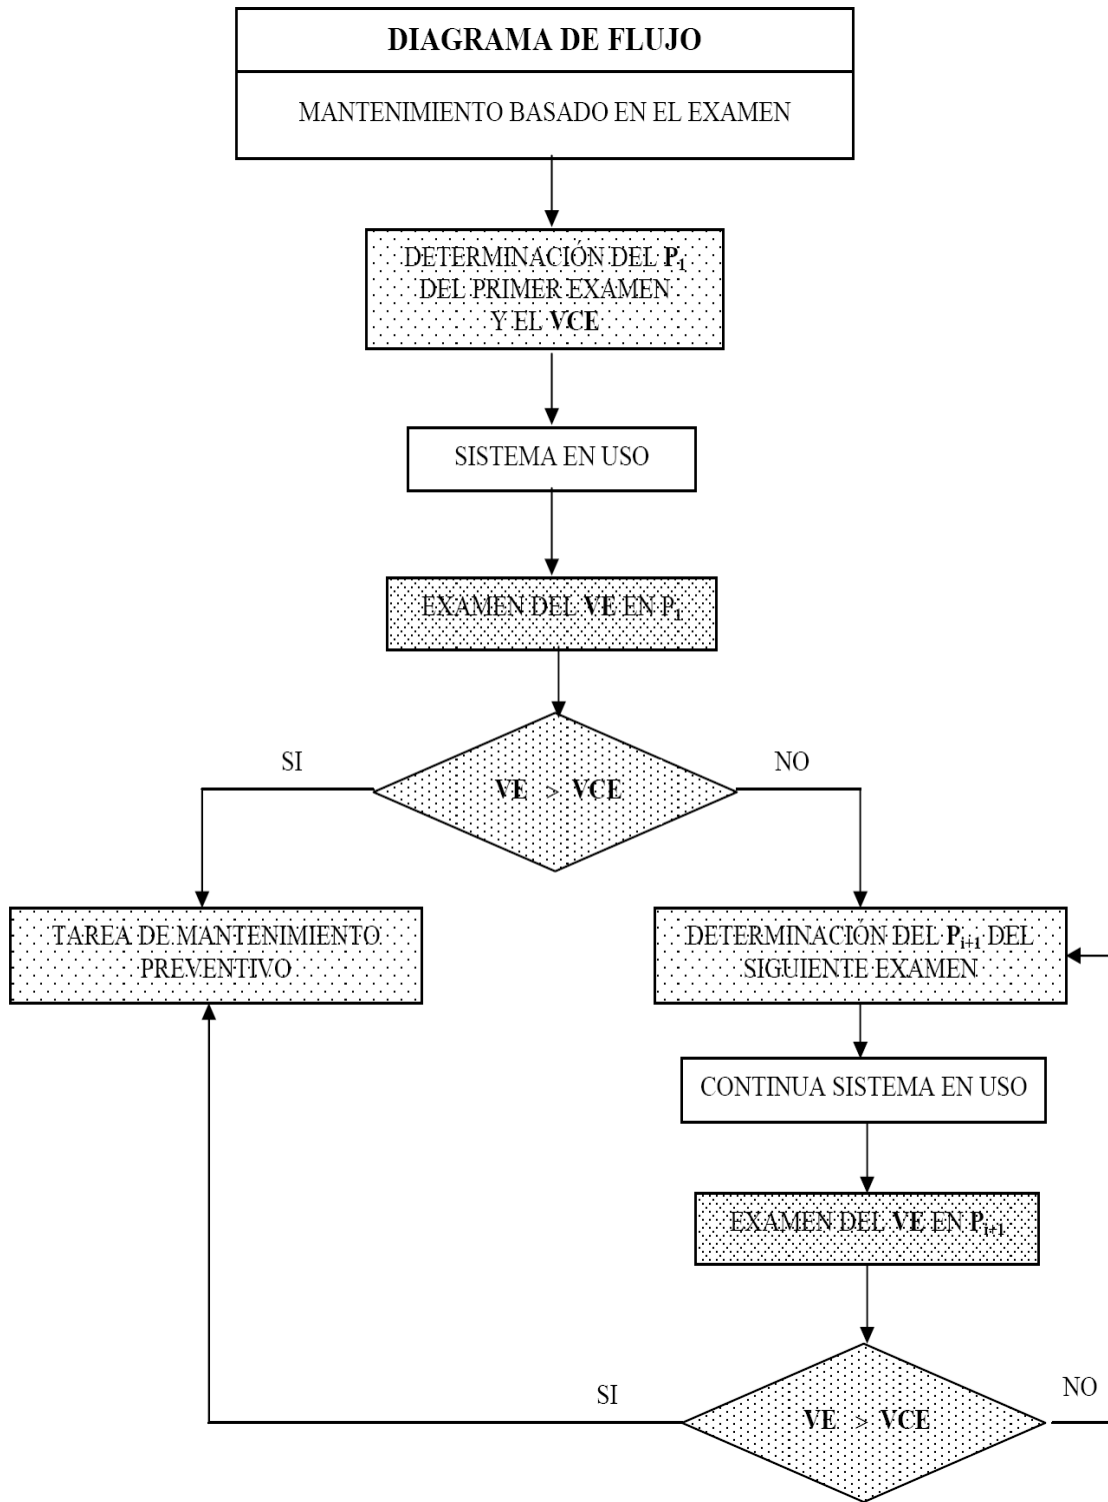 DIAGRAMA DE FLUJO
MANTENIMIENTO BASADO EN EL EXAMEN
DETERMINACIÓN DEL P1
DEL PRIMER EXAMEN
Y EL VCE
SISTEMA EN USO
EXAMEN DEL VE EN P1
SI
NO
VE > VCE
TAREA DE MANTENIMIENTO
PREVENTIVO
DETERMINACIÓN DEL Pi+1 DEL
SIGUIENTE EXAMEN
CONTINUA SISTEMA EN USO
EXAMEN DEL VE EN Pi+1
SI
NO
VE > VCE